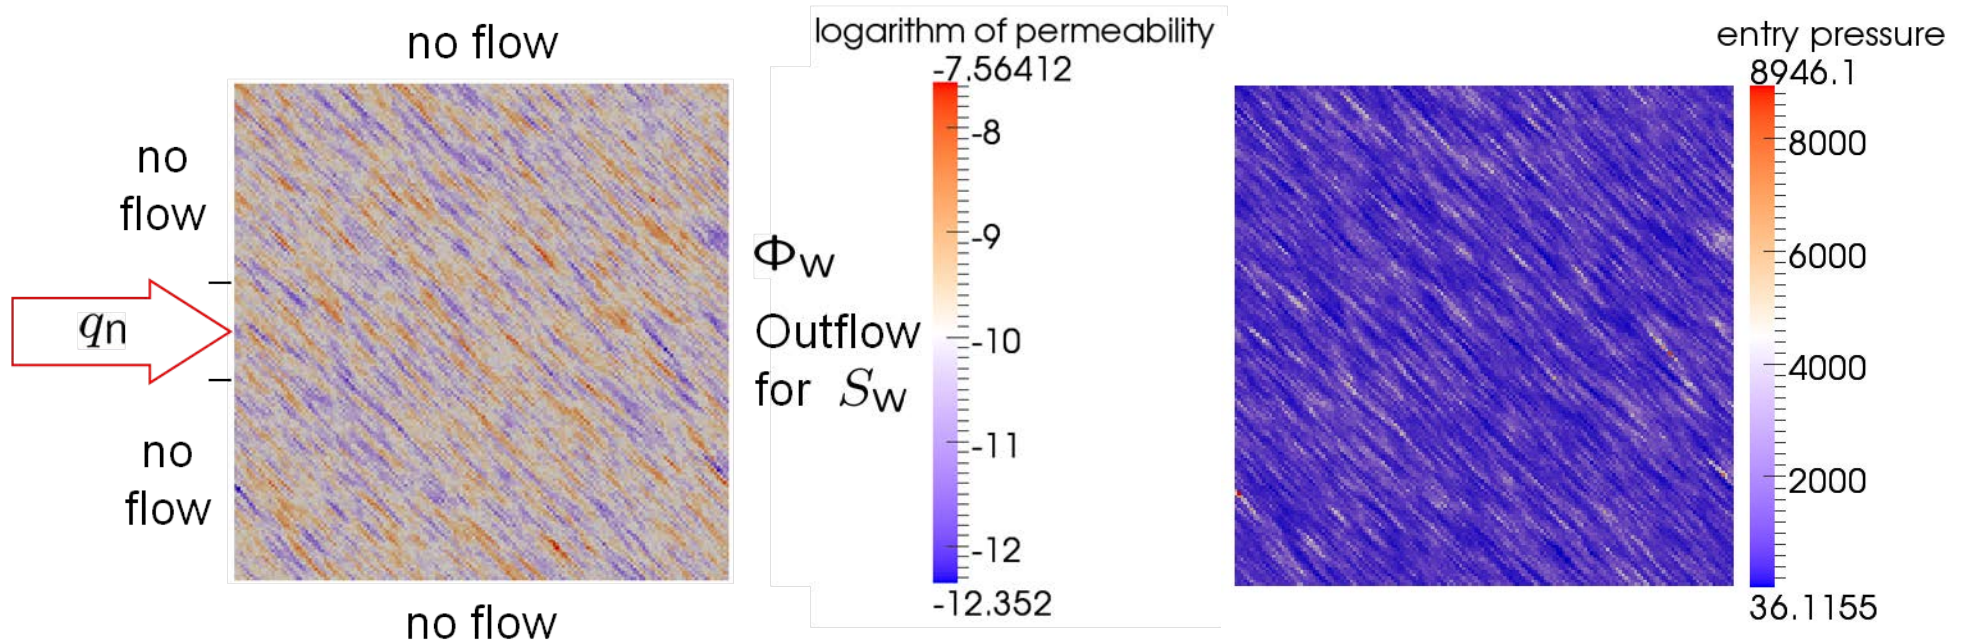 no flow
no
flow
qn
no
flow
no flow
Φw
Outflow
for Sw
logarithm of permeability
-7.56412
-8
-9
-10
-11
-12
-12.352
entry pressure
8946.1
8000
6000
4000
2000
36.1155